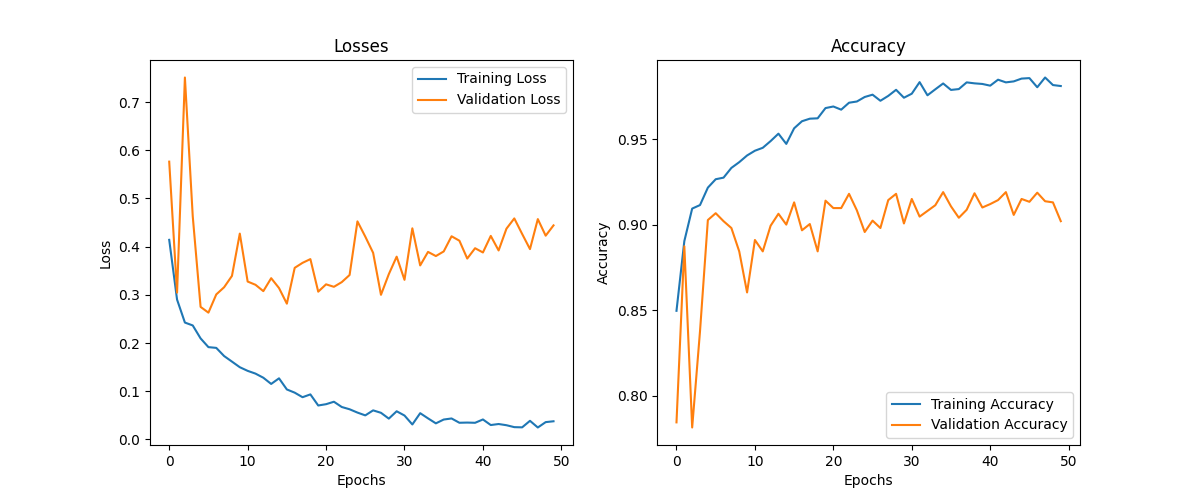 Losses
Training Loss
Validation Loss
Loss
0.7
0.6
0.5
0.4
0.3
0.2
0.1
0.0
0 10 20 30 40 50
Epochs
Accuracy
Accuracy
0.95
0.90
0.85
0.80
Training Accuracy
Validation Accuracy
0 10 20 30 40 50
Epochs